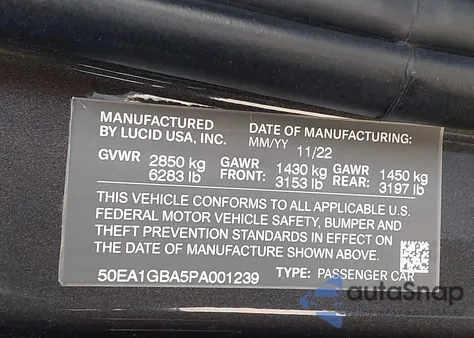 MANUFACTURED BY LUCID USA, INC.
DATE OF MANUFACTURING: MM/YY 11/22
GVWR 2850 kg 6283 lb
GAWR FRONT: 1430 kg 3153 lb
GAWR REAR: 1450 kg 3197 lb
THIS VEHICLE CONFORMS TO ALL APPLICABLE U.S.
FEDERAL MOTOR VEHICLE SAFETY, BUMPER AND
THEFT PREVENTION STANDARDS IN EFFECT ON
THE DATE OF MANUFACTURE SHOWN ABOVE.
50EA1GBA5PA001239 TYPE: PASSENGER CAR
autoSnap